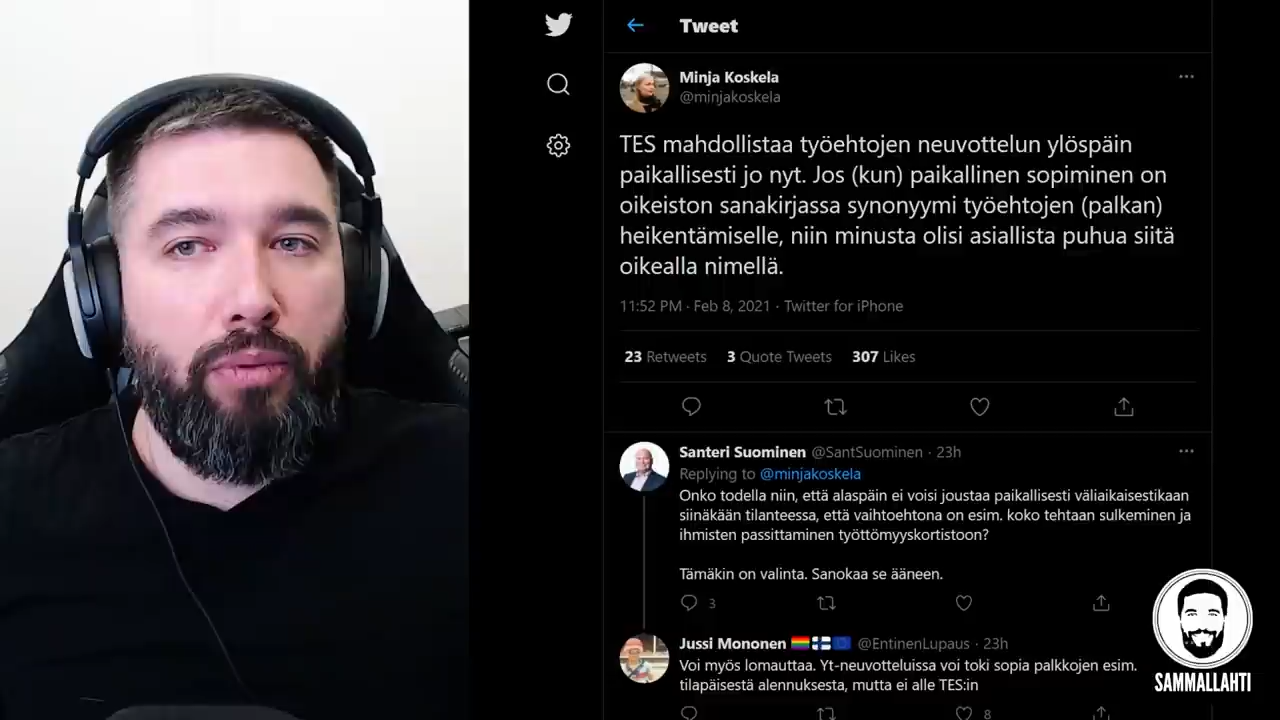 Tweet
Minja Koskela
@minjakoskela
TES mahdollistaa työehtojen neuvottelun ylöspäin
paikallisesti jo nyt. Jos (kun) paikallinen sopiminen on
oikeiston sanakirjassa synonyymi työehtojen (palkan)
heikentämiselle, niin minusta olisi asiallista puhua siitä
oikealla nimellä.
11:52 PM · Feb 8, 2021 · Twitter for iPhone
23 Retweets 3 Quote Tweets 307 Likes
Santeri Suominen @SantSuominen · 23h
Replying to @minjakoskela
Onko todella niin, että alaspäin ei voisi joustaa paikallisesti väliaikaisestikaan
siinäkään tilanteessa, että vaihtoehtona on esim. koko tehtaan sulkeminen ja
ihmisten passittaminen työttömyyskortistoon?
Tämäkin on valinta. Sanokaa se ääneen.
3
Jussi Mononen 🏳️‍🌈🇫🇮🇪🇺 @EntinenLupaus · 23h
Voi myös lomauttaa. Yt-neuvotteluissa voi toki sopia palkkojen esim.
tilapäisestä alennuksesta, mutta ei alle TES:in
8
SAMMALLAHTI